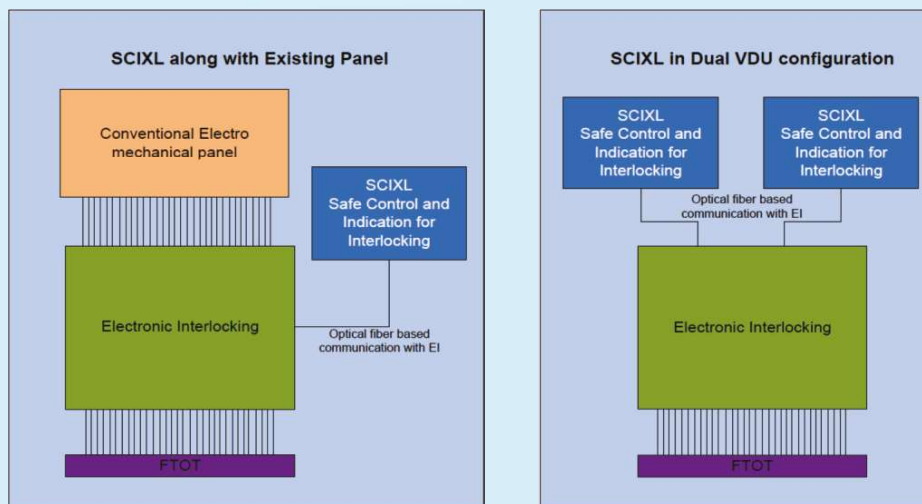 SCIXL along with Existing Panel
Conventional Electro
mechanical panel
SCIXL
Safe Control and
Indication for
Interlocking
Electronic Interlocking
Optical fiber based
communication with EI
FTOT
SCIXL in Dual VDU configuration
SCIXL
Safe Control and
Indication for
Interlocking
SCIXL
Safe Control and
Indication for
Interlocking
Optical fiber based
communication with EI
Electronic Interlocking
FTOT